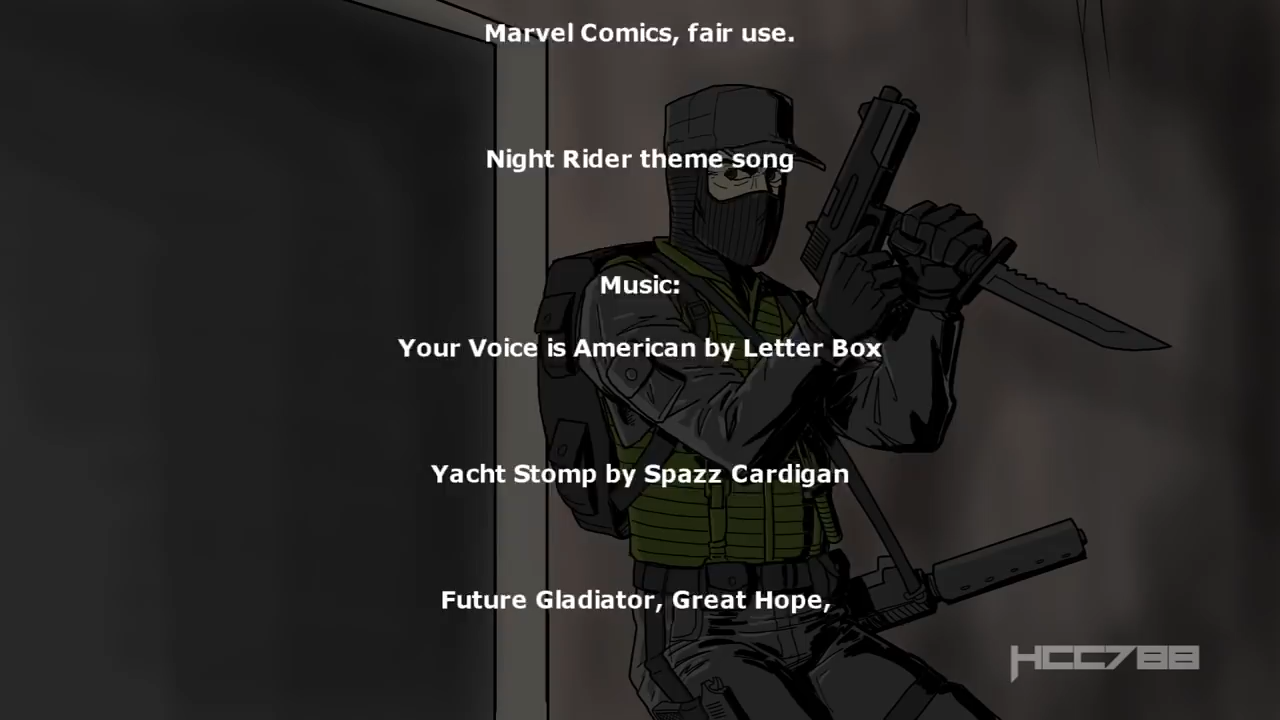 Marvel Comics, fair use.
Night Rider theme song
Music:
Your Voice is American by Letter Box
Yacht Stomp by Spazz Cardigan
Future Gladiator, Great Hope,
HCC788